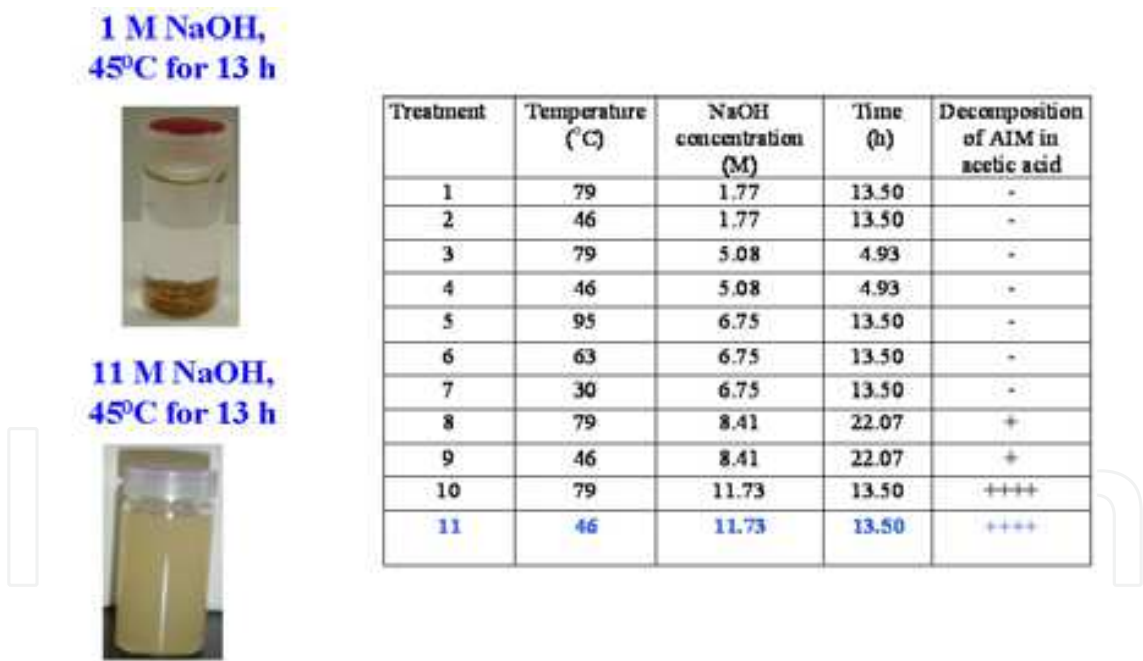 1 M NaOH,
45⁰C for 13 h
11 M NaOH,
45⁰C for 13 h
Treatment Temperature (°C) NaOH concentration (M) Time (h) Decomposition of AIM in acetic acid
1 79 1.77 13.50 -
2 46 1.77 13.50 -
3 79 5.08 4.93 -
4 46 5.08 4.93 -
5 95 6.75 13.50 -
6 63 6.75 13.50 -
7 30 6.75 13.50 -
8 79 8.41 22.07 +
9 46 8.41 22.07 +
10 79 11.73 13.50 ++++
11 46 11.73 13.50 ++++